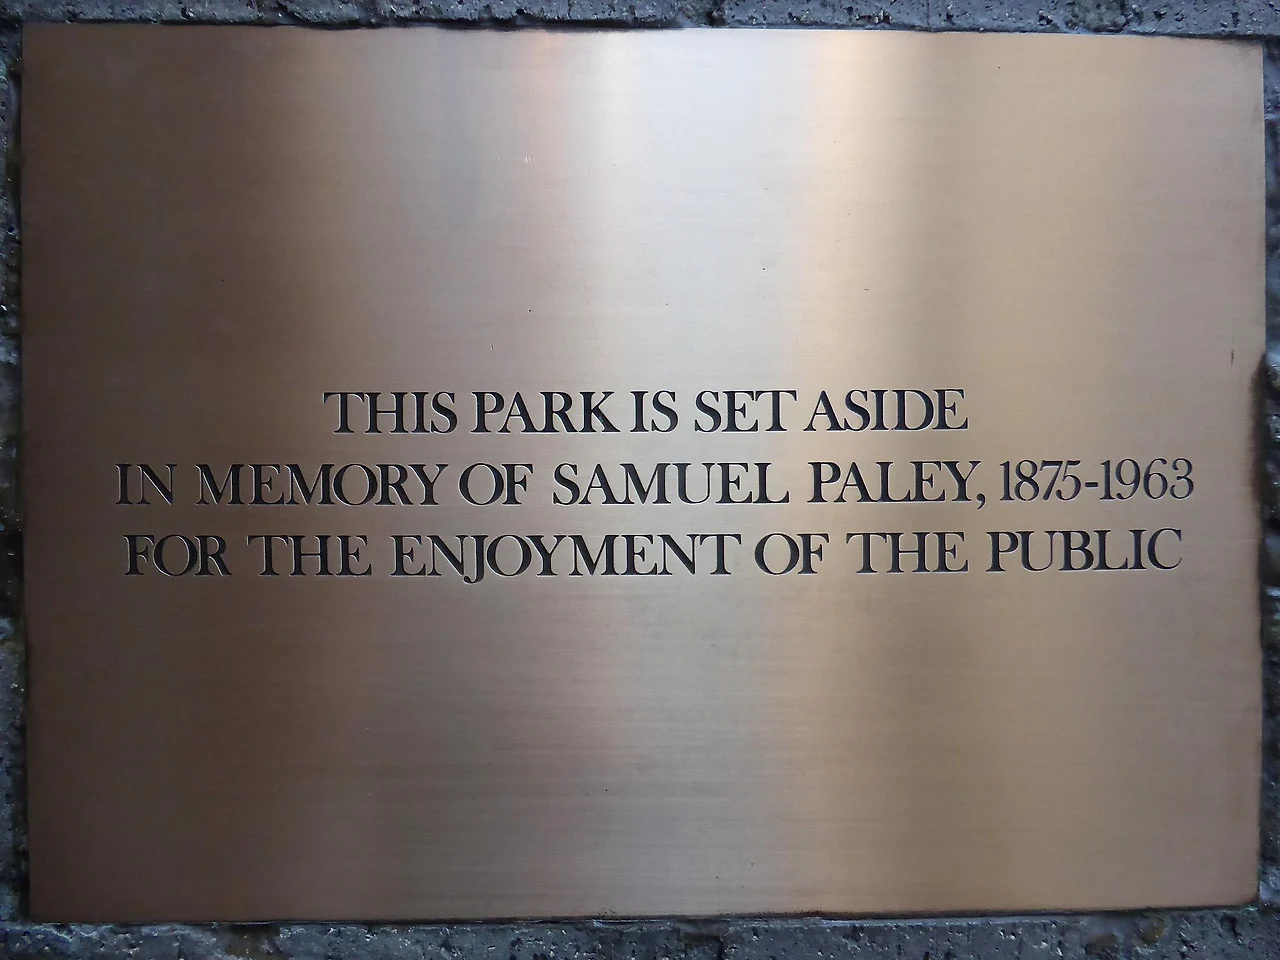 THIS PARK IS SET ASIDE
IN MEMORY OF SAMUEL PALEY, 1875-1963
FOR THE ENJOYMENT OF THE PUBLIC